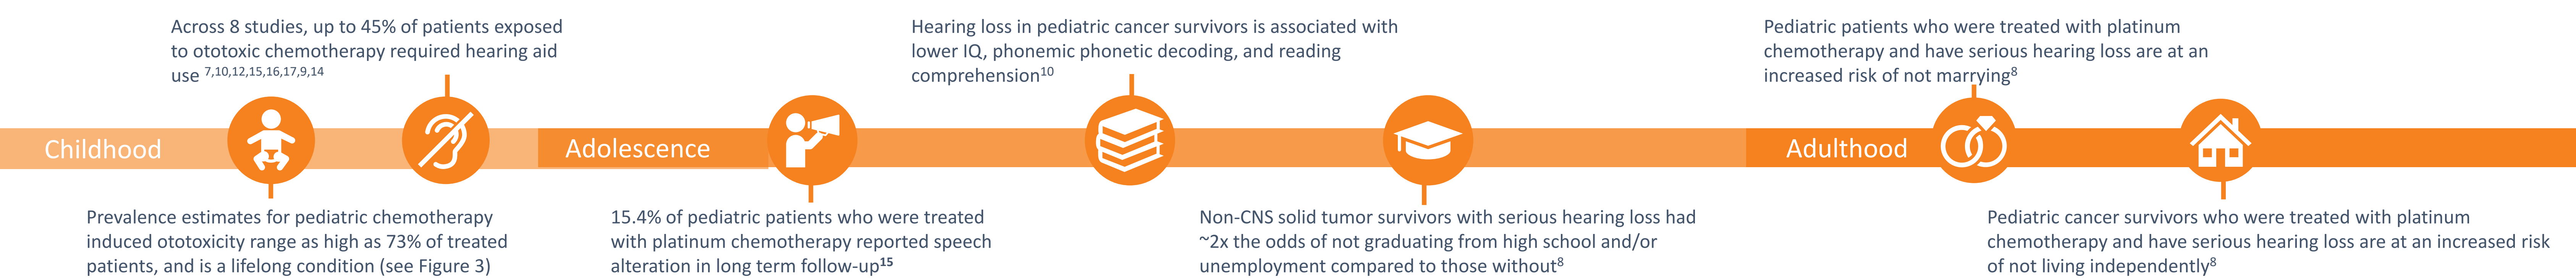 Across 8 studies, up to 45% of patients exposed
to ototoxic chemotherapy required hearing aid
use 7,10,12,15,16,17,9,14
Hearing loss in pediatric cancer survivors is associated with
lower IQ, phonemic phonetic decoding, and reading
comprehension10
Pediatric patients who were treated with platinum
chemotherapy and have serious hearing loss are at an
increased risk of not marrying8
Childhood
Adolescence
Adulthood
Prevalence estimates for pediatric chemotherapy
induced ototoxicity range as high as 73% of treated
patients, and is a lifelong condition (see Figure 3)
15.4% of pediatric patients who were treated
with platinum chemotherapy reported speech
alteration in long term follow-up15
Non-CNS solid tumor survivors with serious hearing loss had
~2x the odds of not graduating from high school and/or
unemployment compared to those without8
Pediatric cancer survivors who were treated with platinum
chemotherapy and have serious hearing loss are at an increased risk
of not living independently8